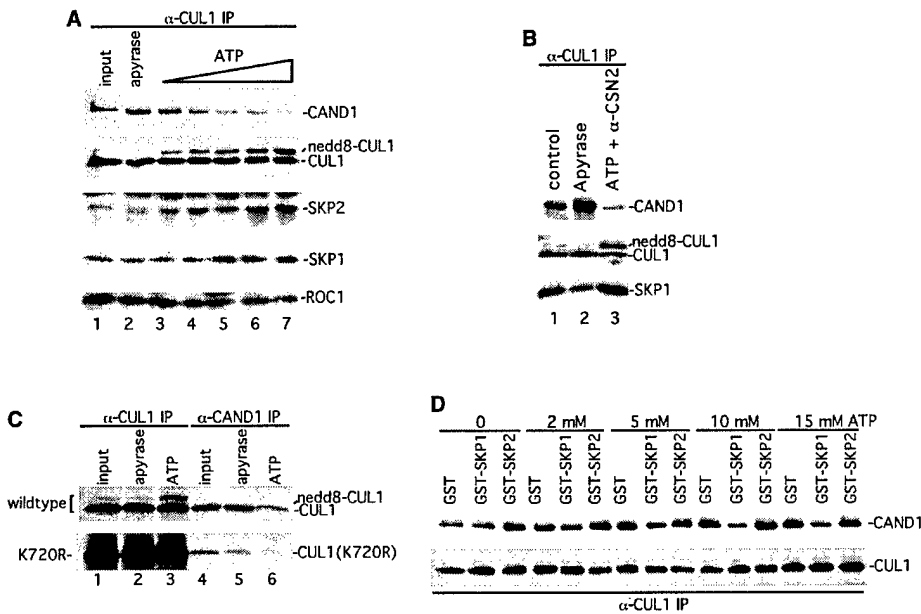 A
α-CUL1 IP
input
apyrase
ATP
-CAND1
nedd8-CUL1
-CUL1
-SKP2
-SKP1
-ROC1
1 2 3 4 5 6 7
B
α-CUL1 IP
control
Apyrase
ATP + α-CSN2
-CAND1
nedd8-CUL1
-CUL1
-SKP1
1 2 3
C
α-CUL1 IP α-CAND1 IP
input apyrase ATP input apyrase ATP
wildtype [
nedd8-CUL1
-CUL1
K720R-
-CUL1(K720R)
1 2 3 4 5 6
D
0 2 mM 5 mM 10 mM 15 mM ATP
GST GST-SKP1 GST-SKP2 GST GST-SKP1 GST-SKP2 GST GST-SKP1 GST-SKP2 GST GST-SKP1 GST-SKP2 GST GST-SKP1 GST-SKP2
-CAND1
-CUL1
α-CUL1 IP